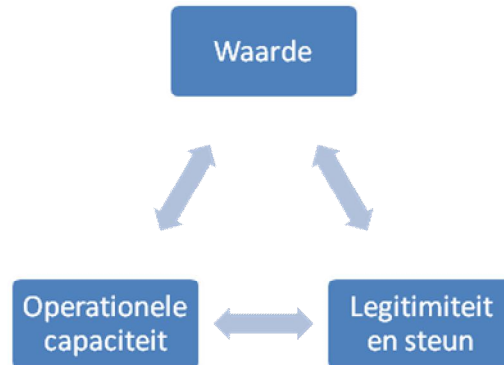 Waarde
Operationele
capaciteit
Legitimiteit
en steun